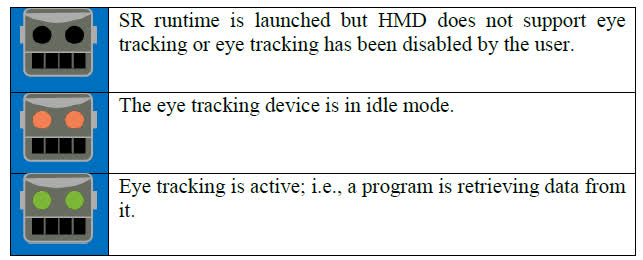 SR runtime is launched but HMD does not support eye
tracking or eye tracking has been disabled by the user.
The eye tracking device is in idle mode.
Eye tracking is active; i.e., a program is retrieving data from
it.